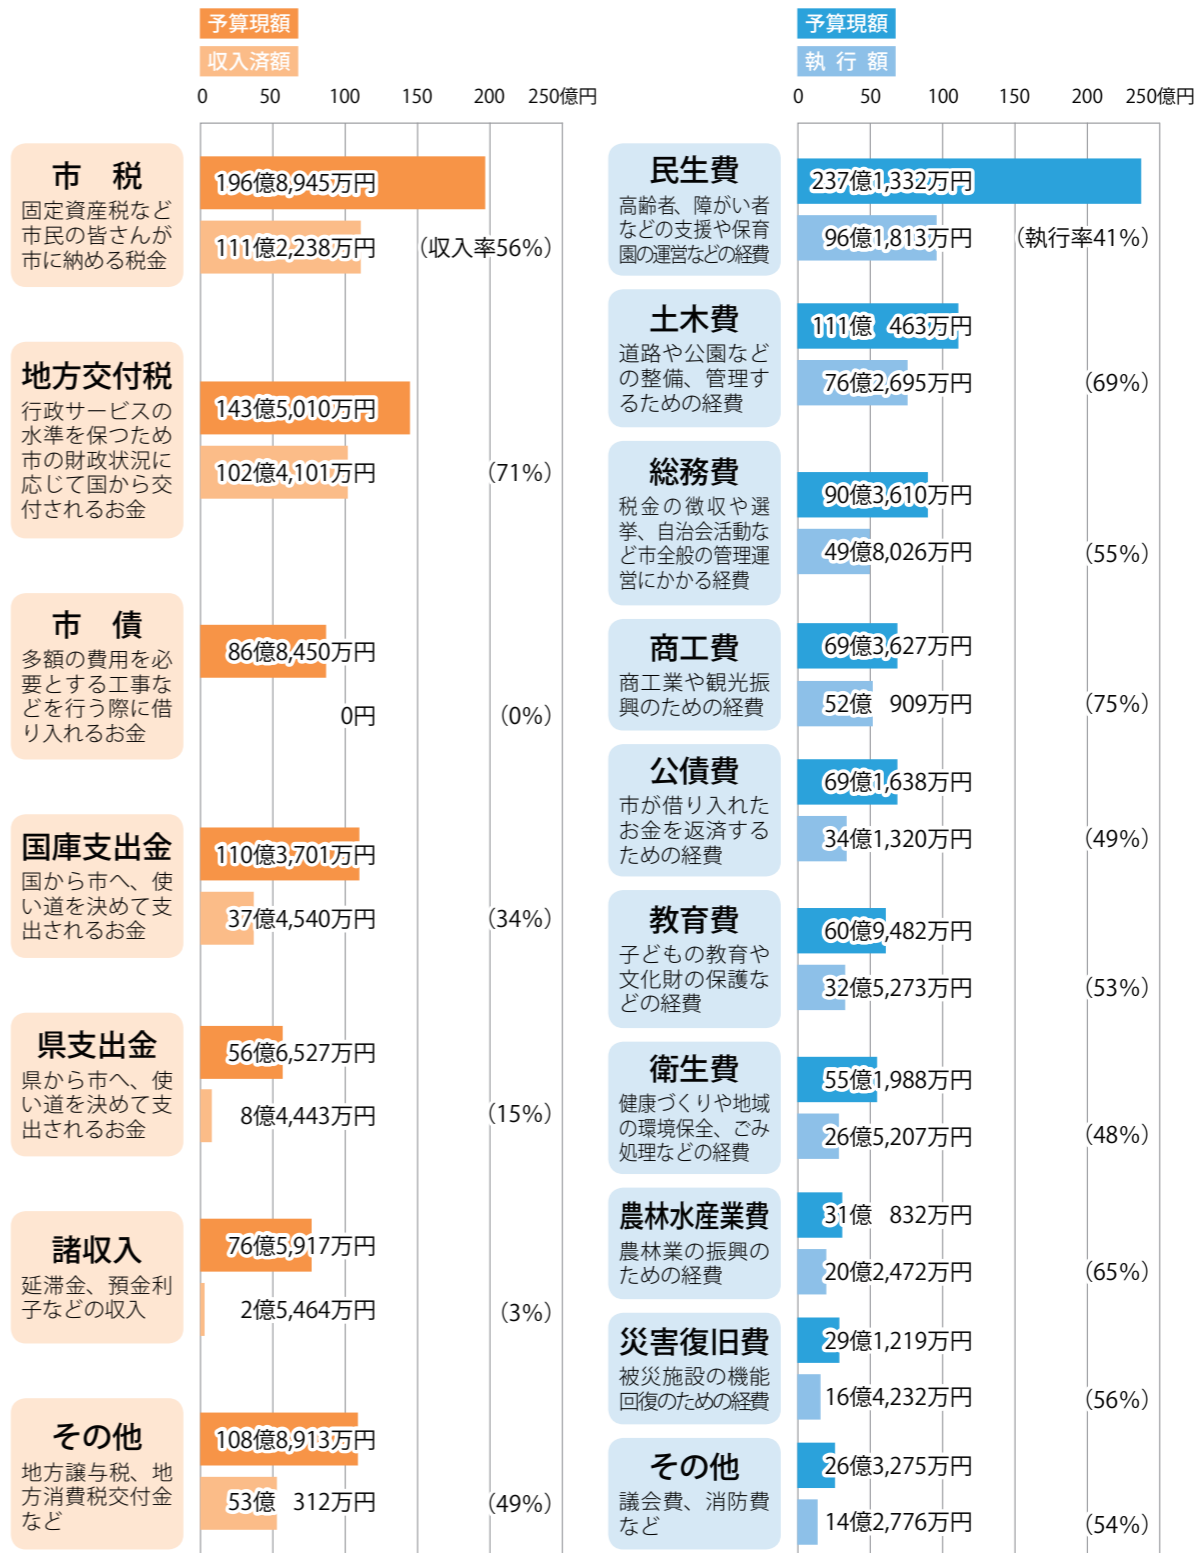 予算現額
収入済額
0 50 100 150 200 250億円
市 税
固定資産税など
市民の皆さんが
市に納める税金
196億8,945万円
111億2,238万円 (収入率56%)
地方交付税
行政サービスの
水準を保つため
市の財政状況に
応じて国から交
付されるお金
143億5,010万円
102億4,101万円 (71%)
市 債
多額の費用を必
要とする工事な
どを行う際に借
り入れるお金
86億8,450万円
0円 (0%)
国庫支出金
国から市へ、使
い道を決めて支
出されるお金
110億3,701万円
37億4,540万円 (34%)
県支出金
県から市へ、使
い道を決めて支
出されるお金
56億6,527万円
8億4,443万円 (15%)
諸収入
延滞金、預金利
子などの収入
76億5,917万円
2億5,464万円 (3%)
その他
地方譲与税、地
方消費税交付金
など
108億8,913万円
53億 312万円 (49%)
予算現額
執行額
0 50 100 150 200 250億円
民生費
高齢者、障がい者
などの支援や保育
園の運営などの経費
237億1,332万円
96億1,813万円 (執行率41%)
土木費
道路や公園など
の整備、管理す
るための経費
111億 463万円
76億2,695万円 (69%)
総務費
税金の徴収や選
挙、自治会活動な
ど市全般の管理運
営にかかる経費
90億3,610万円
49億8,026万円 (55%)
商工費
商工業や観光振
興のための経費
69億3,627万円
52億 909万円 (75%)
公債費
市が借り入れた
お金を返済する
ための経費
69億1,638万円
34億1,320万円 (49%)
教育費
子どもの教育や
文化財の保護な
どの経費
60億9,482万円
32億5,273万円 (53%)
衛生費
健康づくりや地域
の環境保全、ごみ
処理などの経費
55億1,988万円
26億5,207万円 (48%)
農林水産業費
農林業の振興の
ための経費
31億 832万円
20億2,472万円 (65%)
災害復旧費
被災施設の機能
回復のための経費
29億1,219万円
16億4,232万円 (56%)
その他
議会費、消防費
など
26億3,275万円
14億2,776万円 (54%)